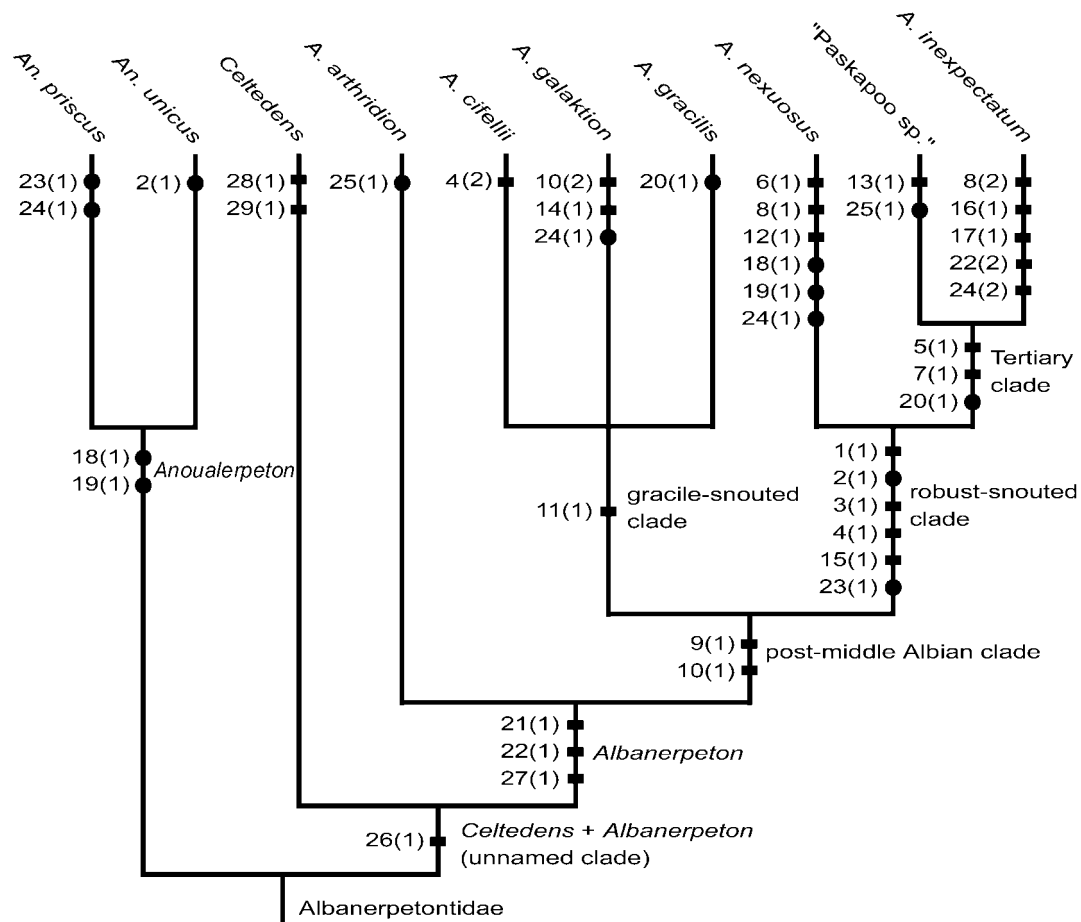 An. priscus
An. unicus
Celtedens
A. arthridion
A. cifellii
A. galaktion
A. gracilis
A. nexuosus
"Paskapoo sp."
A. inexpectatum
23(1)
24(1)
2(1)
28(1)
29(1)
25(1)
4(2)
10(2)
14(1)
24(1)
20(1)
6(1)
8(1)
12(1)
18(1)
19(1)
24(1)
13(1)
25(1)
8(2)
16(1)
17(1)
22(2)
24(2)
5(1)
7(1)
20(1)
Tertiary
clade
18(1)
19(1)
Anoualerpeton
11(1)
gracile-snouted
clade
1(1)
2(1)
3(1)
4(1)
15(1)
23(1)
robust-snouted
clade
9(1)
10(1)
post-middle Albian clade
21(1)
22(1)
27(1)
Albanerpeton
26(1)
Celtedens + Albanerpeton
(unnamed clade)
Albanerpetontidae